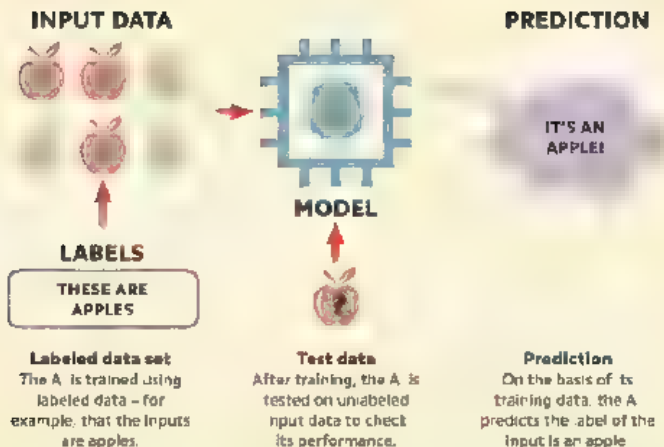 INPUT DATA
PREDICTION
IT'S AN
APPLE!
MODEL
LABELS
THESE ARE
APPLES
Labeled data set
The A is trained using
labeled data – for
example, that the inputs
are apples.
Test data
After training, the A is
tested on unlabeled
input data to check
its performance.
Prediction
On the basis of its
training data, the A
predicts the label of the
input is an apple